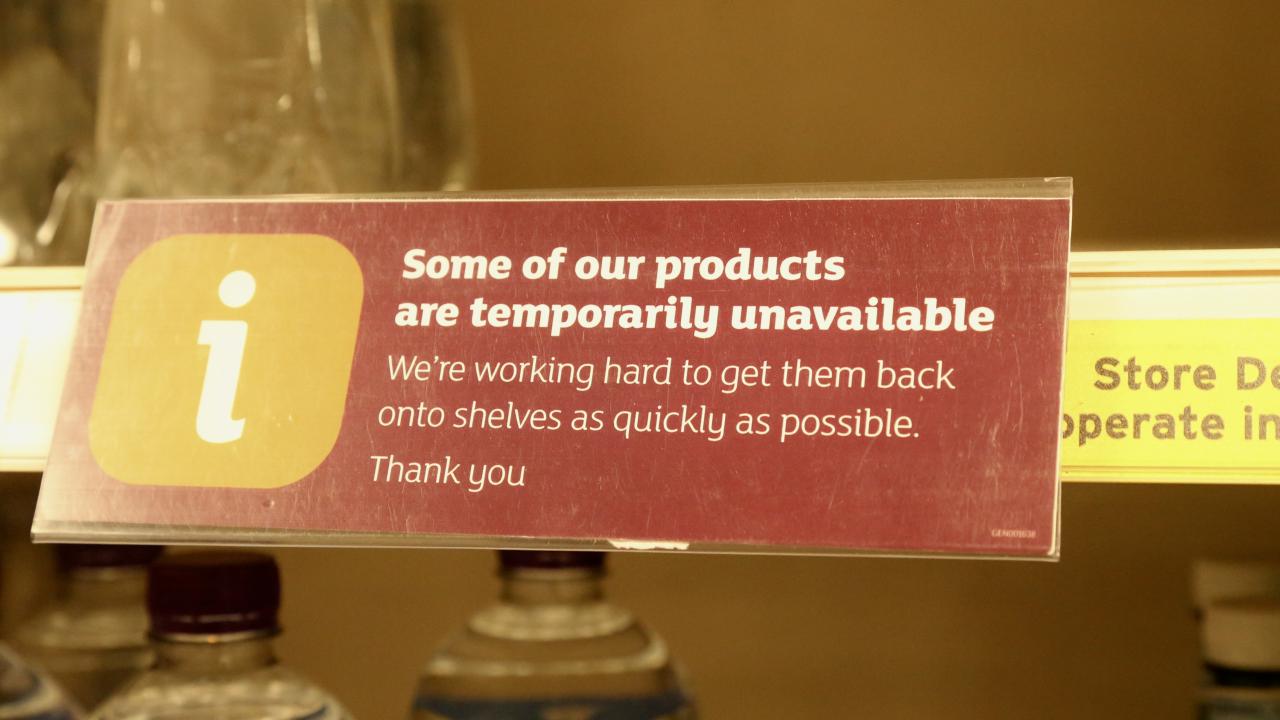 i
Some of our products
are temporarily unavailable
We're working hard to get them back
onto shelves as quickly as possible.
Thank you
GEN001638
Store De
operate in